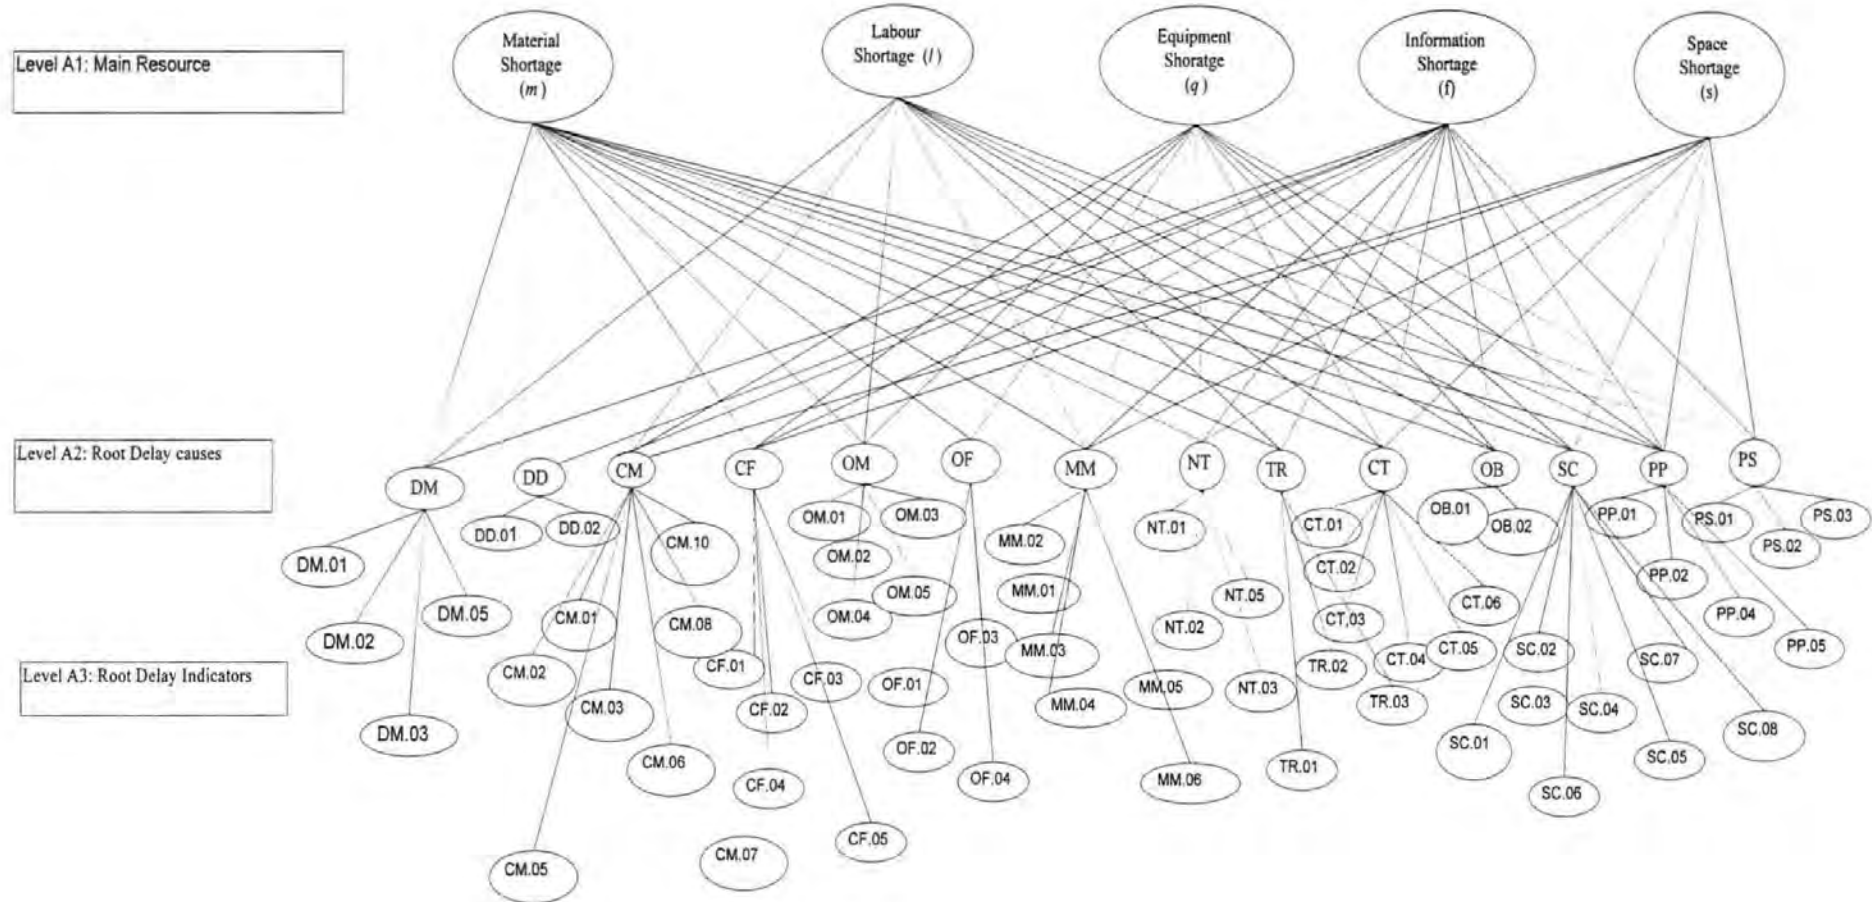 Level A1: Main Resource
Material
Shortage
(m)
Labour
Shortage (l)
Equipment
Shoratge
(q)
Information
Shortage
(f)
Space
Shortage
(s)
Level A2: Root Delay causes
DM
DD
CM
CF
OM
OF
MM
NT
TR
CT
OB
SC
PP
PS
Level A3: Root Delay Indicators
DM.01
DM.02
DM.03
DM.05
DD.01
DD.02
CM.10
CM.01
CM.08
CM.02
CM.03
CM.06
CM.05
CM.07
CF.01
CF.02
CF.03
CF.04
CF.05
OM.01
OM.03
OM.02
OM.05
OM.04
OF.03
OF.01
OF.02
OF.04
MM.02
MM.01
MM.03
MM.04
MM.05
MM.06
NT.01
NT.05
NT.02
NT.03
TR.02
TR.03
TR.01
CT.01
CT.02
CT,03
CT.04
CT.05
CT.06
OB.01
OB.02
SC.02
SC.07
SC.03
SC.04
SC.01
SC.05
SC.08
SC.06
PP.01
PP.02
PP.04
PP.05
PS.01
PS.02
PS.03